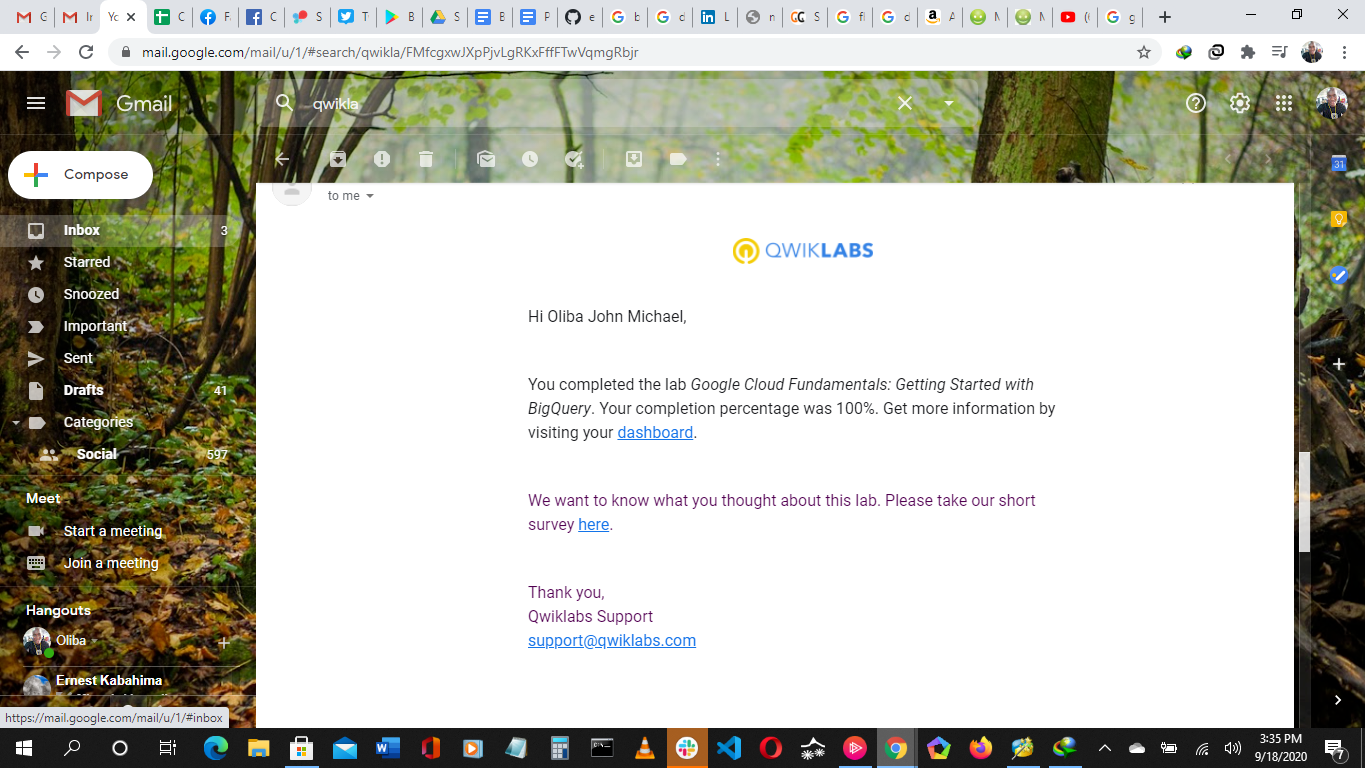 G
In
Yo
C
Fa
C
S
T
B
S
B
P
e
b
d
L
n
S
fl
d
A
N
N
(
g
mail.google.com/mail/u/1/#search/qwikla/FMfcgxwJXpPjvLgRKxFffFTwVqmgRbjr
Gmail
qwikla
Compose
to me
31
Inbox 3
Starred
Snoozed
Important
Sent
Drafts 41
Categories
Social 597
Meet
Start a meeting
Join a meeting
Hangouts
Oliba
Ernest Kabahima
QWIKLABS
Hi Oliba John Michael,
You completed the lab Google Cloud Fundamentals: Getting Started with
BigQuery. Your completion percentage was 100%. Get more information by
visiting your dashboard.
We want to know what you thought about this lab. Please take our short
survey here.
Thank you,
Qwiklabs Support
support@qwiklabs.com
https://mail.google.com/mail/u/1/#inbox
3:35 PM
9/18/2020
7